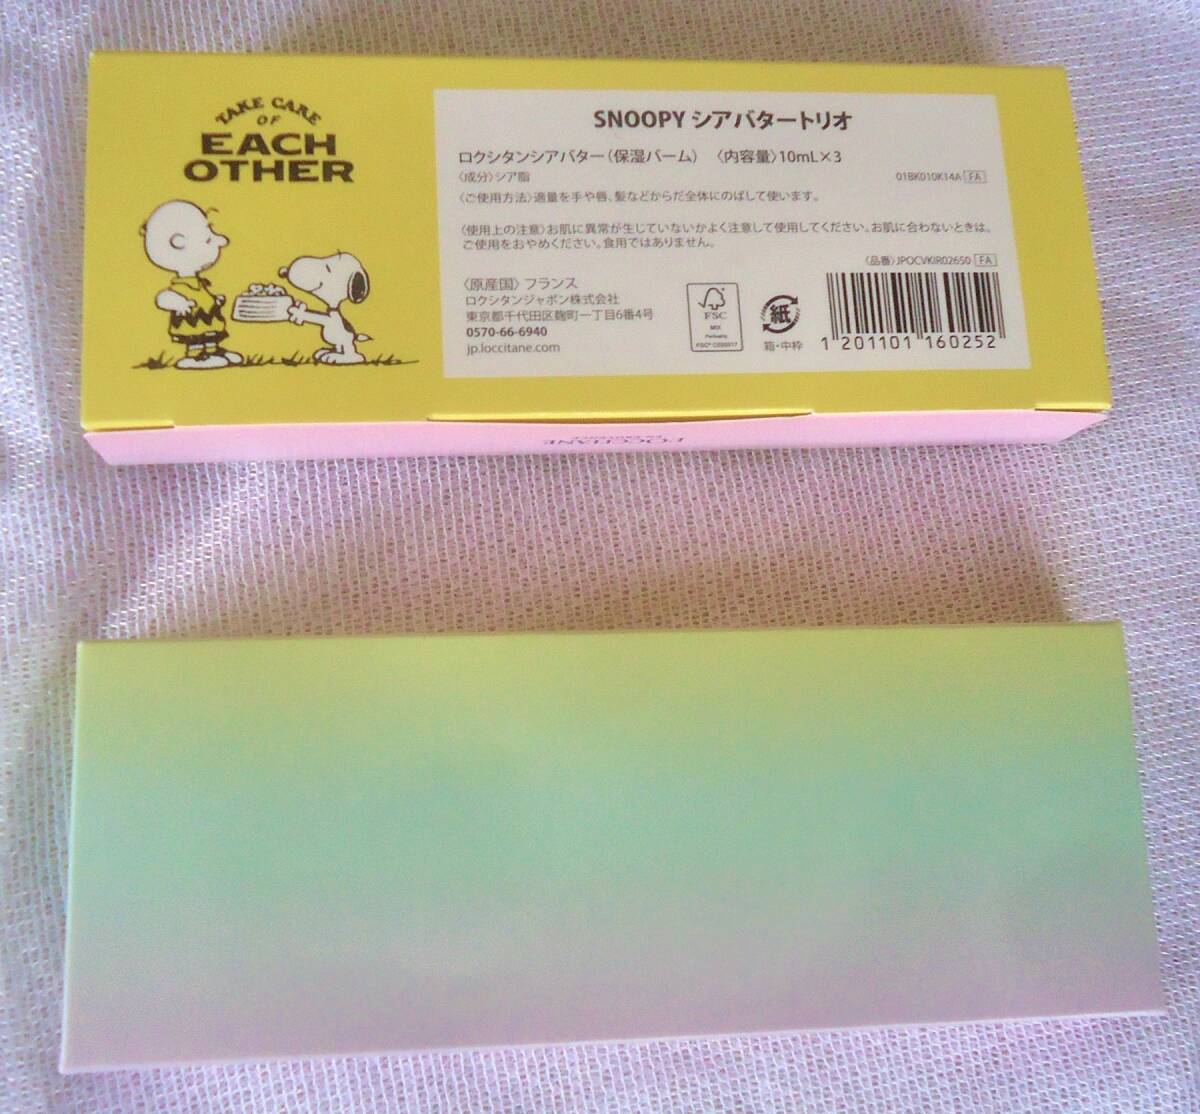 TAKE CARE
OF
EACH
OTHER
SNOOPY シアバタートリオ
ロクシタンシアバター(保湿バーム) 〈内容量〉10mL×3
〈成分〉シア脂
01BK010K14A FA
〈ご使用方法〉適量を手や唇、髪などからだ全体にのばして使います。
〈使用上の注意〉お肌に異常が生じていないかよく注意して使用してください。お肌に合わないときは、
ご使用をおやめください。食用ではありません。
〈品番〉JPOCVKIR02650 FA
〈原産国〉フランス
ロクシタンジャポン株式会社
東京都千代田区麹町一丁目6番4号
0570-66-6940
jp.loccitane.com
FSC
MIX
Packaging
紙
箱・中枠
1 201101 160252
L'OCCITANE
EN PROVENCE